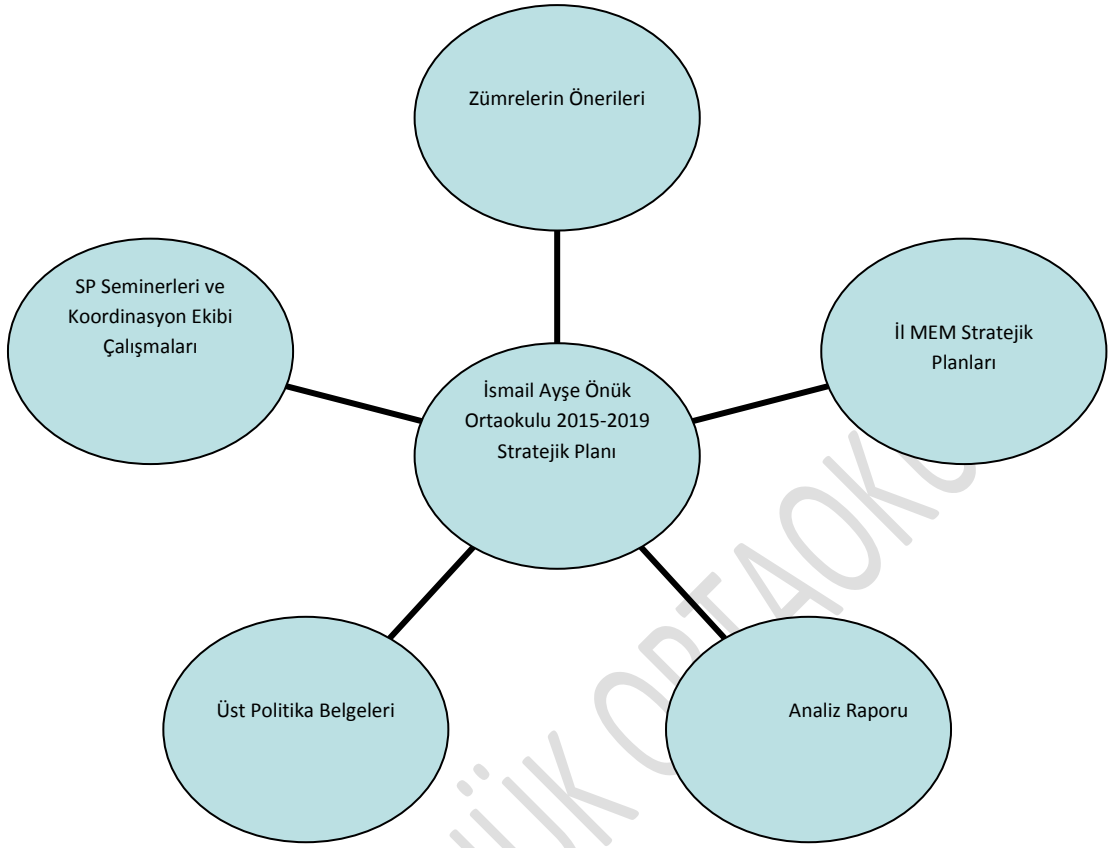 Zümrelerin Önerileri
SP Seminerleri ve
Koordinasyon Ekibi
Çalışmaları
İl MEM Stratejik
Planları
İsmail Ayşe Önük
Ortaokulu 2015-2019
Stratejik Planı
Üst Politika Belgeleri
Analiz Raporu